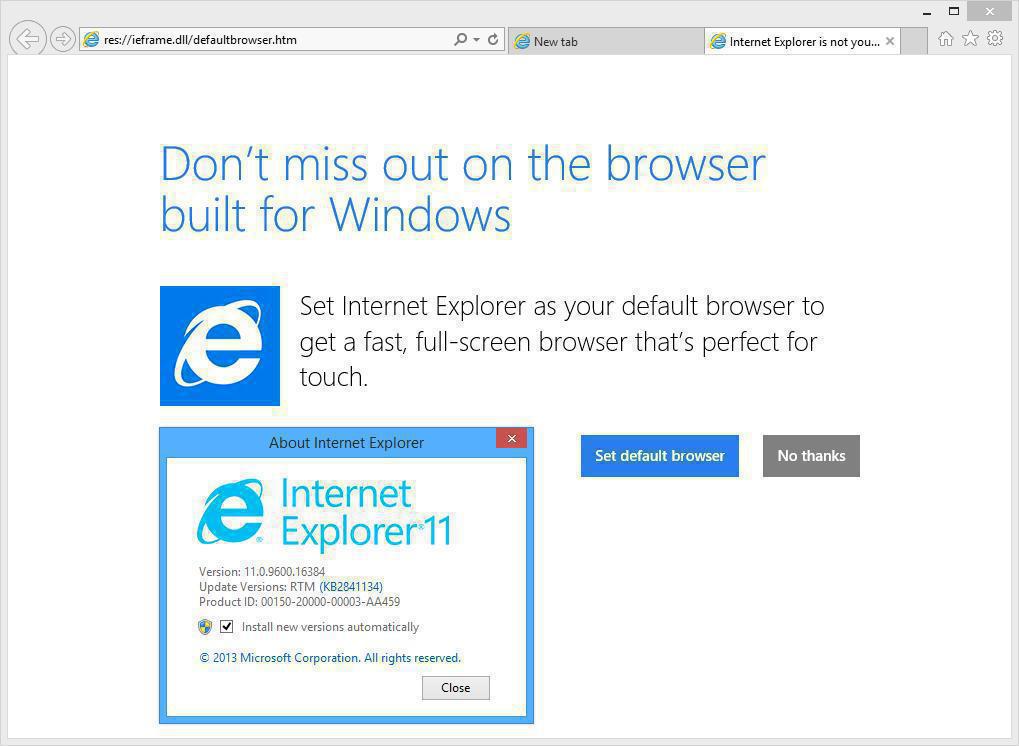 res://ieframe.dll/defaultbrowser.htm
New tab
Internet Explorer is not you...
Don't miss out on the browser
built for Windows
Set Internet Explorer as your default browser to
get a fast, full-screen browser that's perfect for
touch.
Set default browser
No thanks
About Internet Explorer
Internet
Explorer®11
Version: 11.0.9600.16384
Update Versions: RTM (KB2841134)
Product ID: 00150-20000-00003-AA459
Install new versions automatically
© 2013 Microsoft Corporation. All rights reserved.
Close